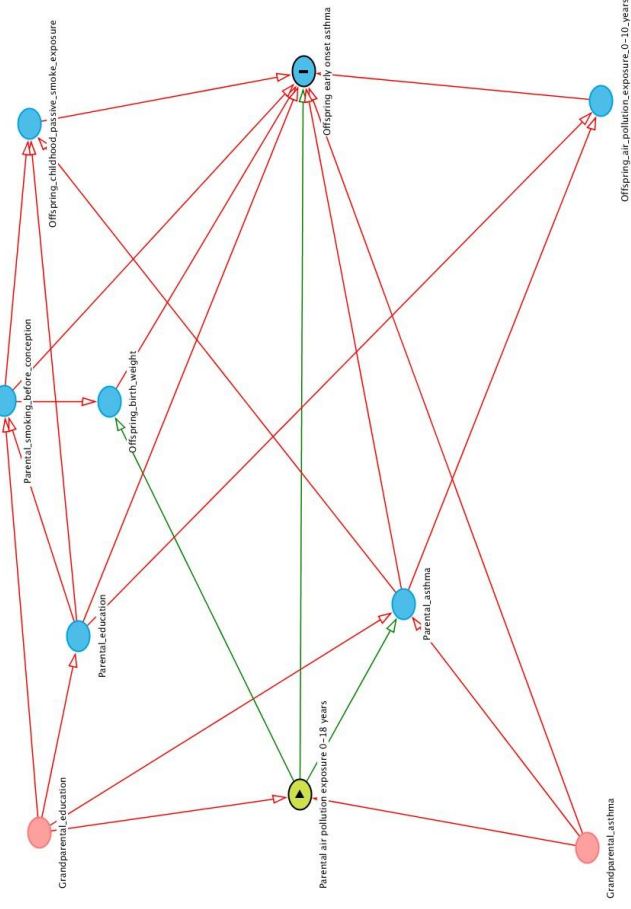 Offspring_childhood_passive_smoke_exposure
Offspring early onset asthma
Offspring_air_pollution_exposure_0-10_years
Parental_smoking_before_conception
Offspring_birth_weight
Parental_education
Parental_asthma
Grandparental_education
Parental air pollution exposure 0-18 years
Grandparental_asthma